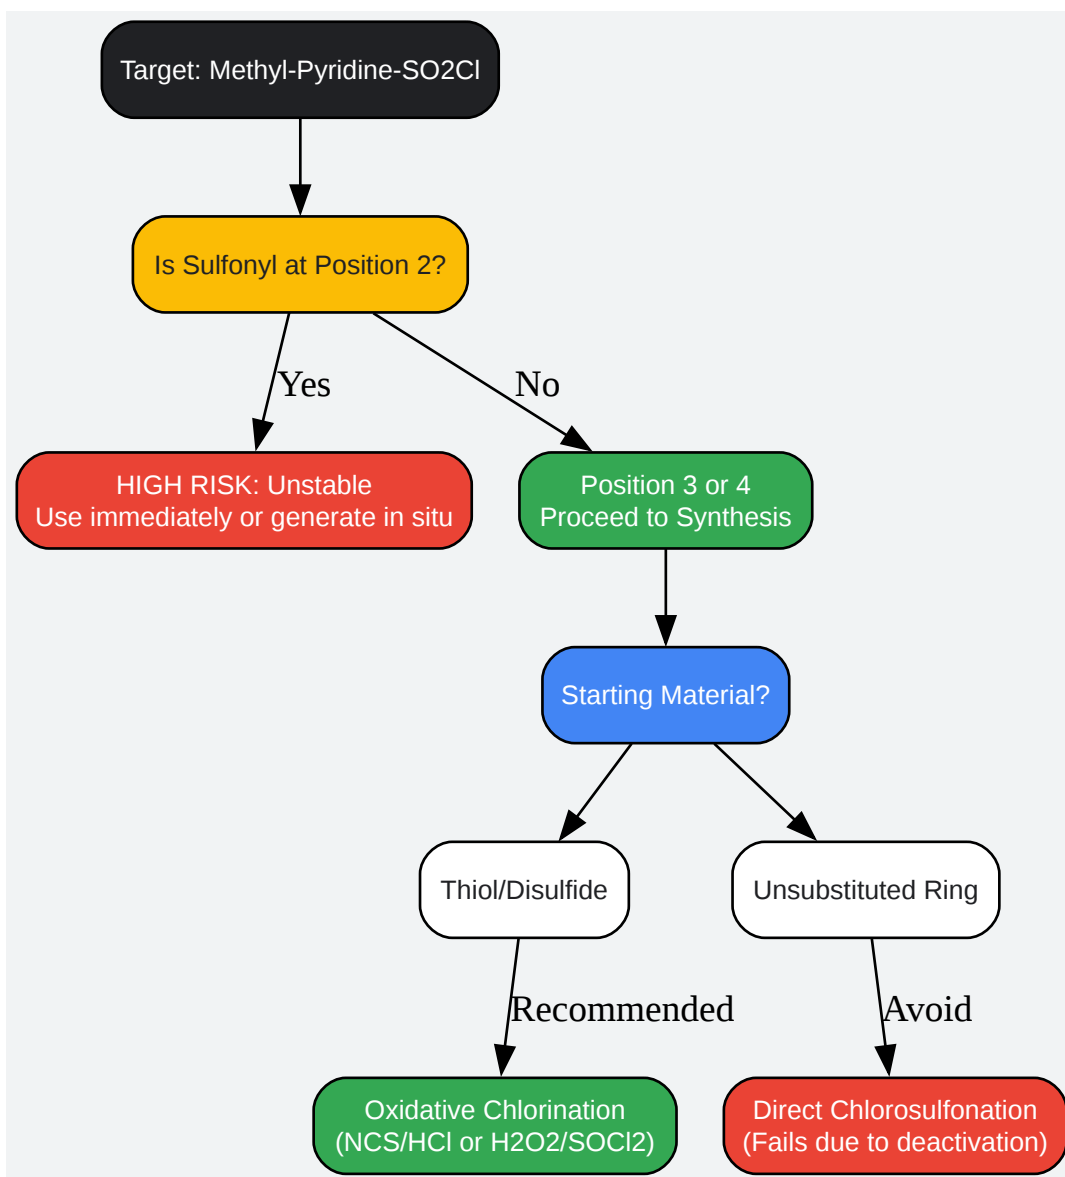 Target: Methyl-Pyridine-SO2Cl
Is Sulfonyl at Position 2?
Yes
No
HIGH RISK: Unstable
Use immediately or generate in situ
Position 3 or 4
Proceed to Synthesis
Starting Material?
Thiol/Disulfide
Unsubstituted Ring
Recommended
Avoid
Oxidative Chlorination
(NCS/HCl or H2O2/SOCl2)
Direct Chlorosulfonation
(Fails due to deactivation)